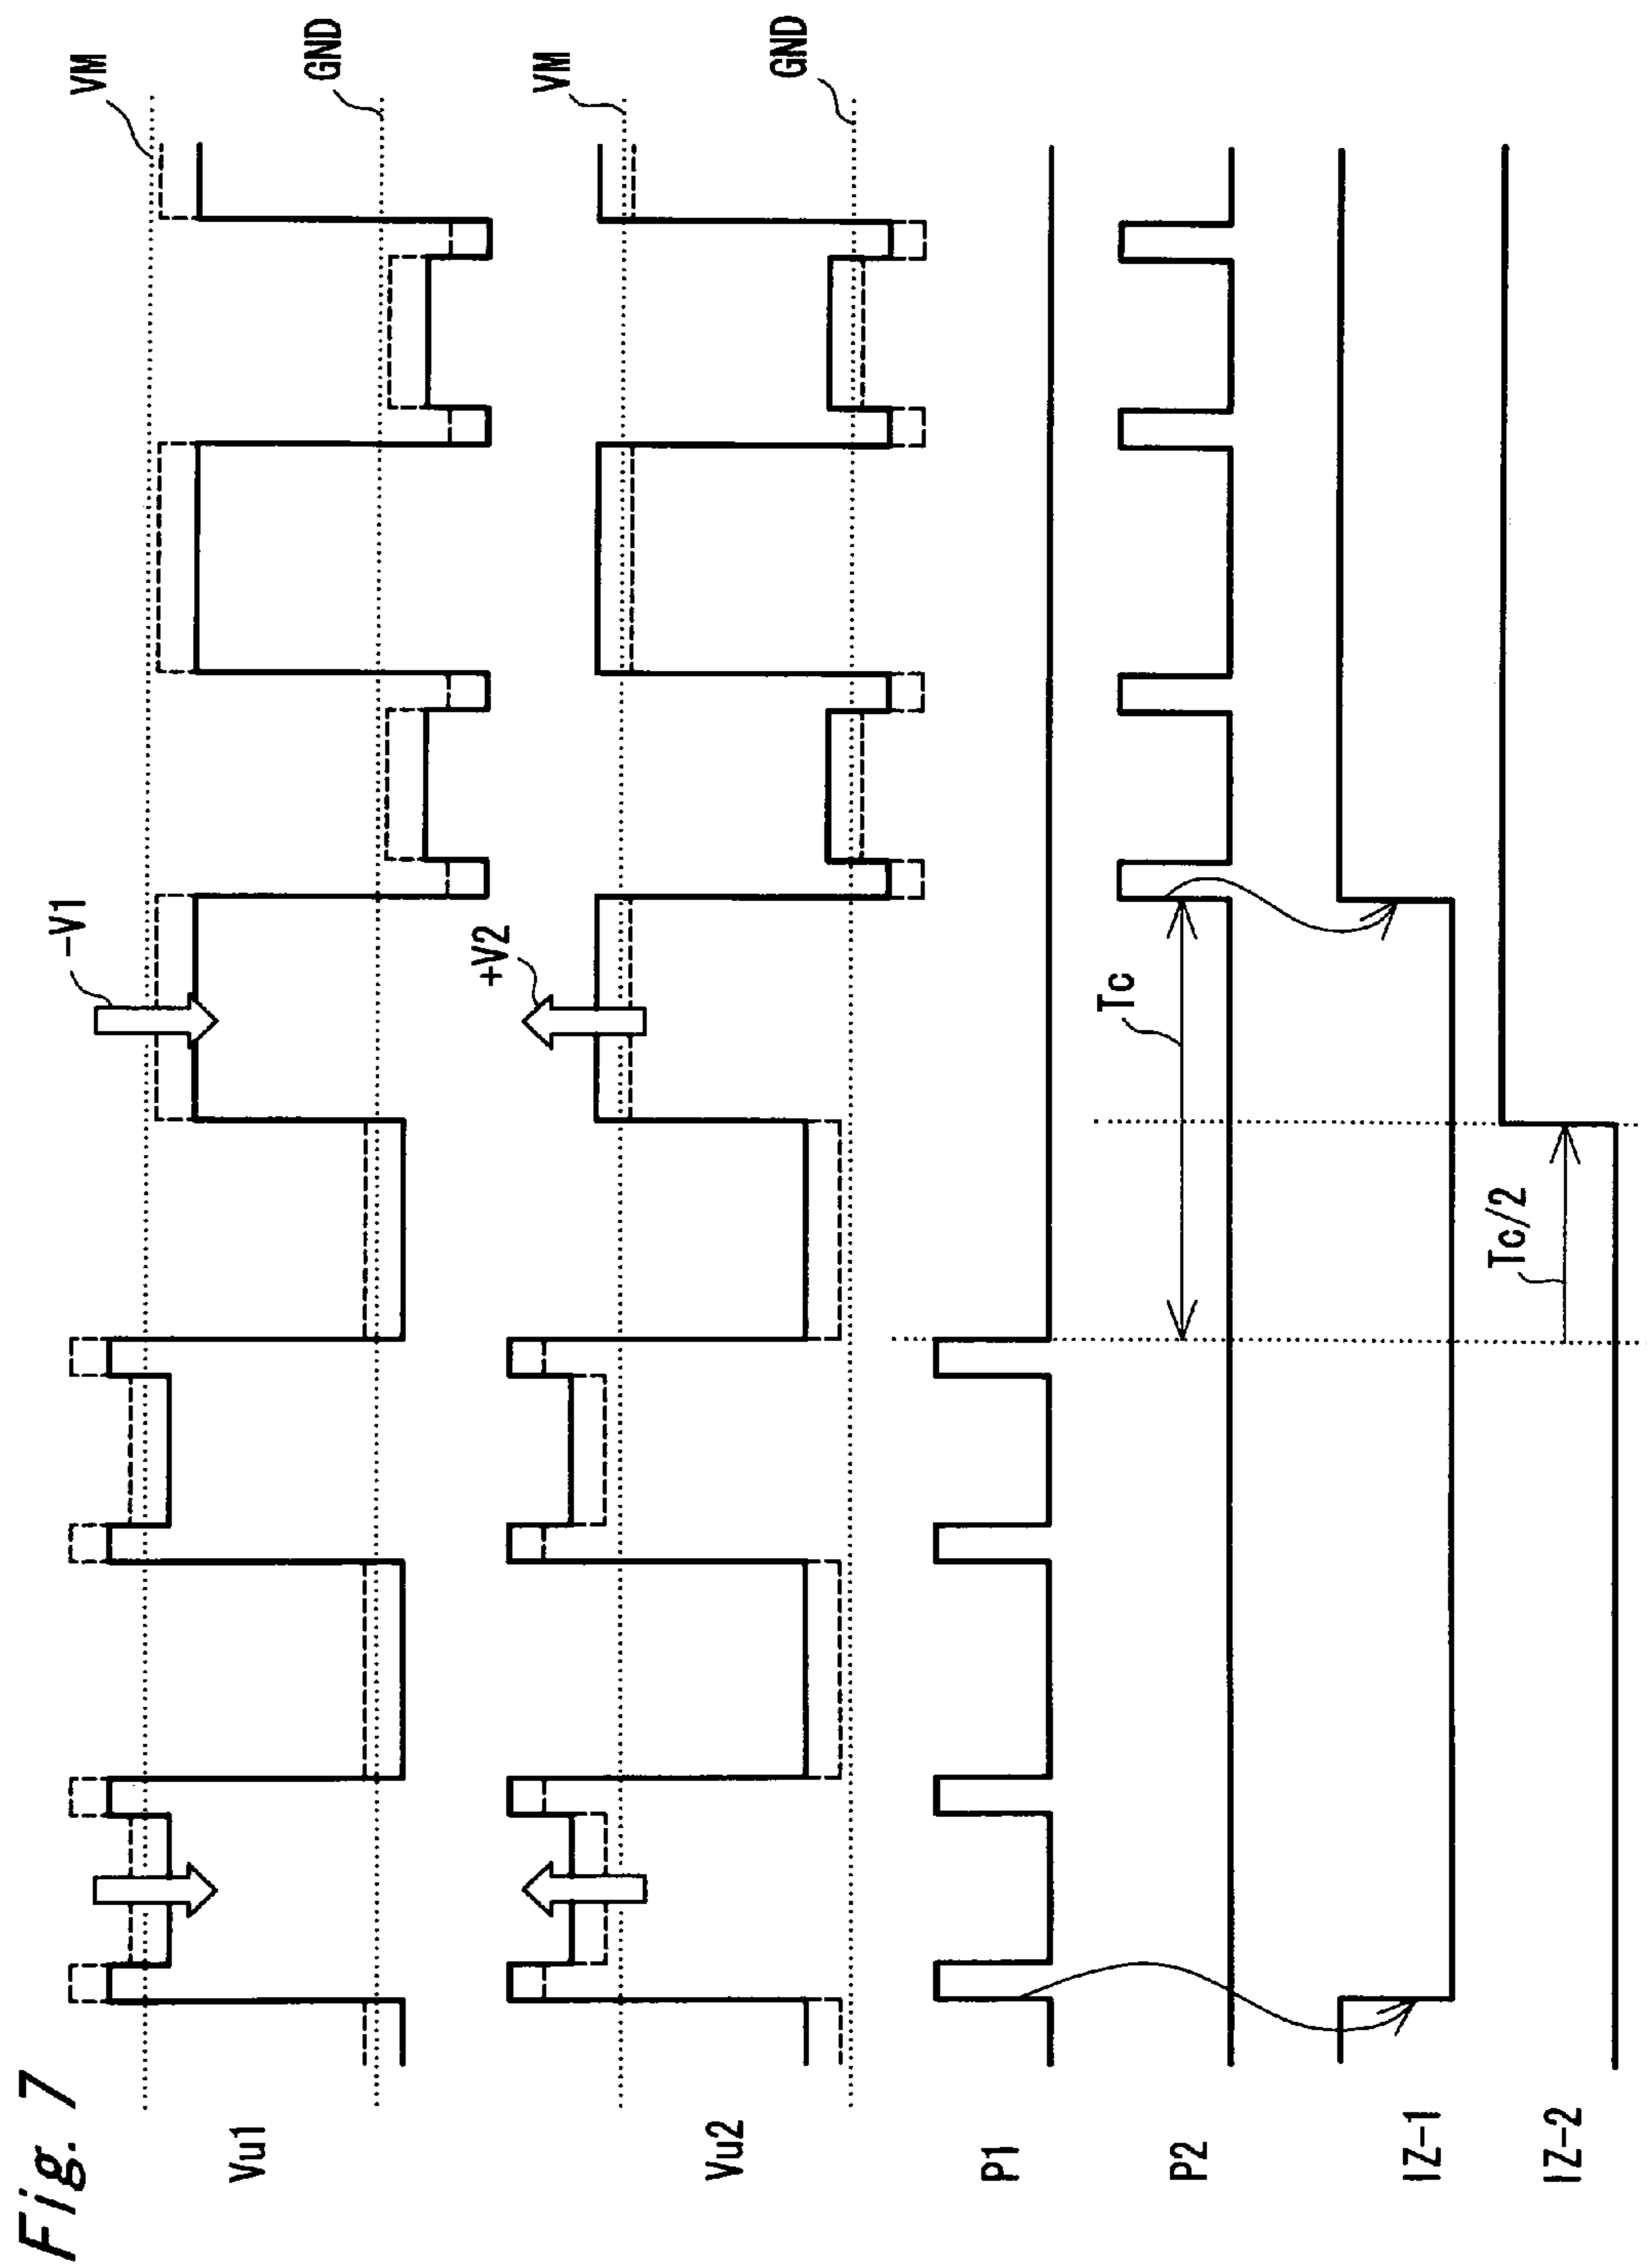 Fig. 7
VM
-V1
Vu1
GND
VM
+V2
Vu2
GND
P1
Tc
P2
IZ-1
Tc/2
IZ-2